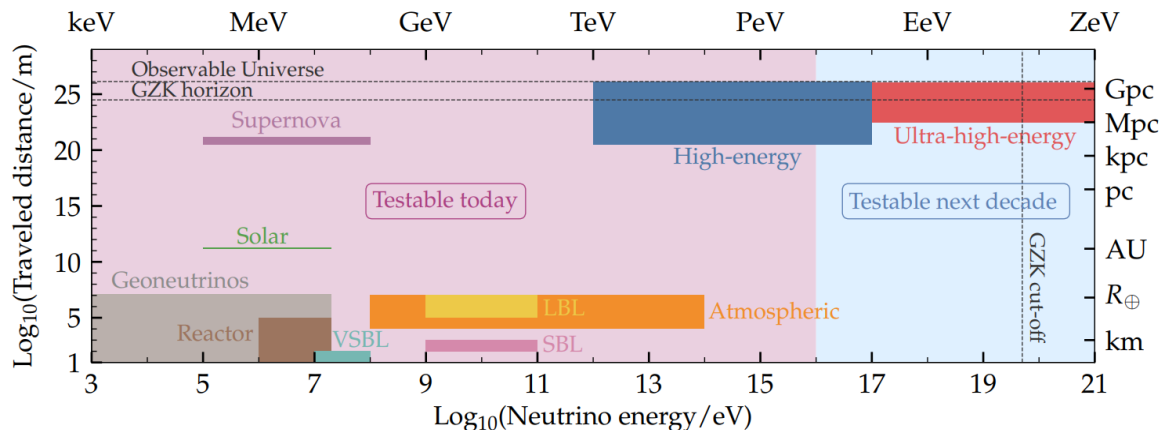 keV MeV GeV TeV PeV EeV ZeV
Observable Universe
GZK horizon
Supernova
High-energy
Ultra-high-energy
Testable today
Testable next decade
Solar
Geoneutrinos
Reactor
VSBL
LBL
SBL
Atmospheric
GZK cut-off
Log10(Traveled distance/m)
25
20
15
10
5
1
Gpc
Mpc
kpc
pc
AU
R⊕
km
3 5 7 9 11 13 15 17 19 21
Log10(Neutrino energy/eV)